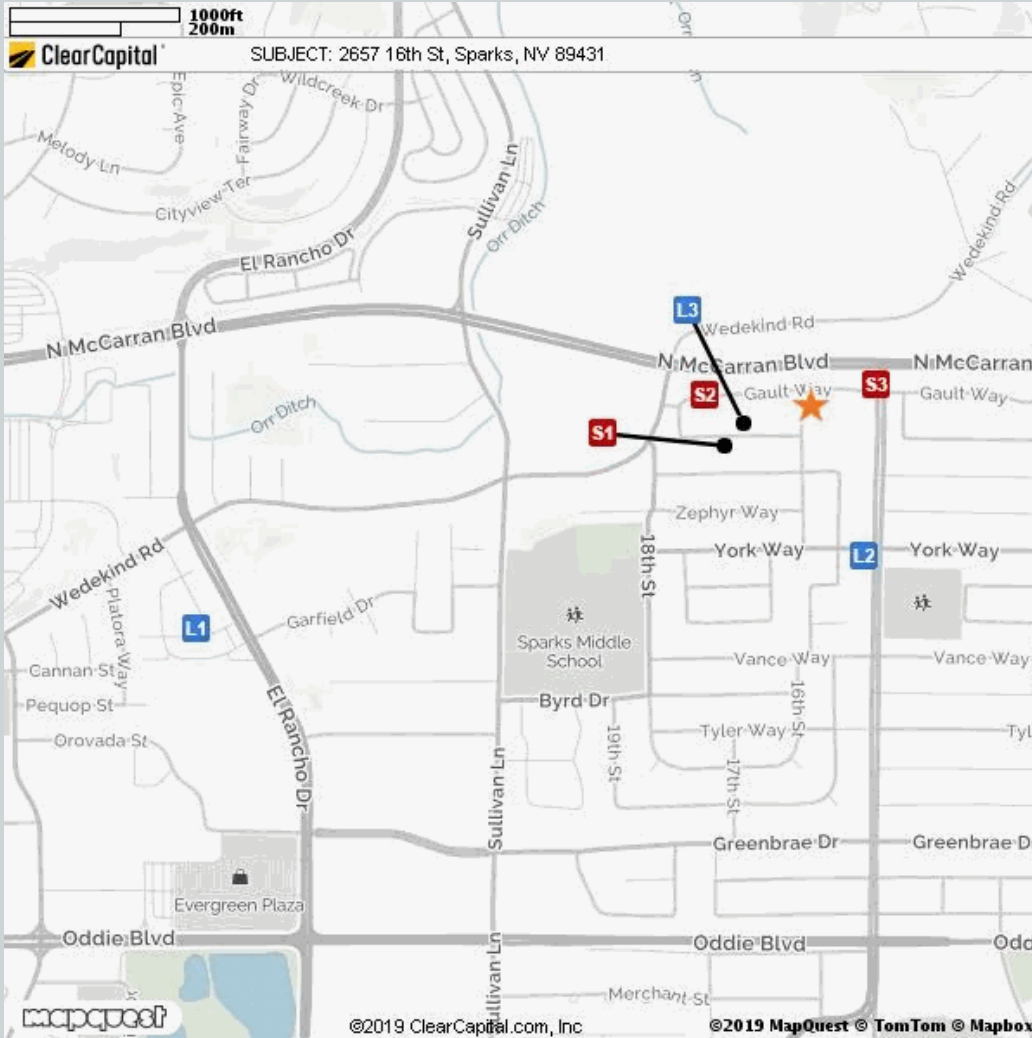 1000ft
200m
ClearCapital
SUBJECT: 2657 16th St, Sparks, NV 89431
Orr
Epic Ave
Fairway Dr
Wildcreek Dr
Melody Ln
Cityview Ter
Sullivan Ln
Orr Ditch
El Rancho Dr
Wedekind Rd
N McCarran Blvd
L3
Wedekind Rd
N McCarran Blvd
N McCarran
S2
Gault Way
S3
Gault Way
Orr Ditch
S1
Zephyr Way
18th St
York Way
L2
York Way
Wedekind Rd
Platora Way
L1
Garfield Dr
Sparks Middle
School
Vance Way
Vance Way
Cannan St
Pequop St
Orovada St
El Rancho Dr
Byrd Dr
16th St
Tyler Way
Tyl
19th St
17th St
Sullivan Ln
Greenbrae Dr
Greenbrae D
Evergreen Plaza
Oddie Blvd
Oddie Blvd
Odd
Sullivan Ln
Merchant St
mapquest
©2019 ClearCapital.com, Inc
©2019 MapQuest © TomTom © Mapbox